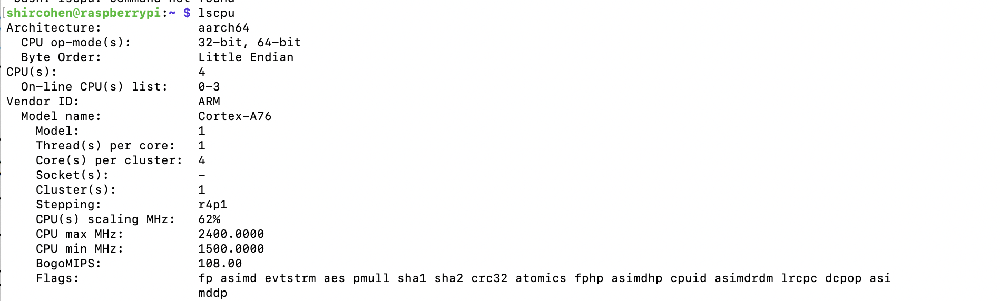 bash: lscpu: command not found
[shircohen@raspberrypi:~ $ lscpu
Architecture: aarch64
CPU op-mode(s): 32-bit, 64-bit
Byte Order: Little Endian
CPU(s): 4
On-line CPU(s) list: 0-3
Vendor ID: ARM
Model name: Cortex-A76
Model: 1
Thread(s) per core: 1
Core(s) per cluster: 4
Socket(s): -
Cluster(s): 1
Stepping: r4p1
CPU(s) scaling MHz: 62%
CPU max MHz: 2400.0000
CPU min MHz: 1500.0000
BogoMIPS: 108.00
Flags: fp asimd evtstrm aes pmull sha1 sha2 crc32 atomics fphp asimdhp cpuid asimdrdm lrcpc dcpop asi
mddp